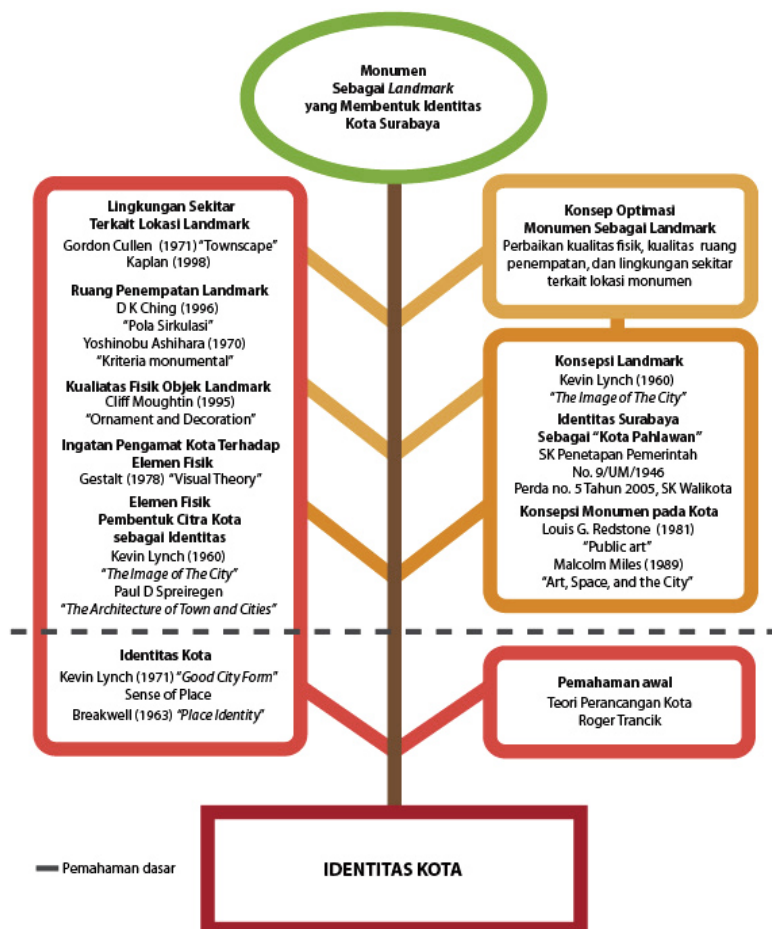 Monumen
Sebagai Landmark
yang Membentuk Identitas
Kota Surabaya
Lingkungan Sekitar
Terkait Lokasi Landmark
Gordon Cullen (1971) “Townscape”
Kaplan (1998)
Ruang Penempatan Landmark
D K Ching (1996)
“Pola Sirkulasi”
Yoshinobu Ashihara (1970)
“Kriteria monumental”
Kualiatas Fisik Objek Landmark
Cliff Moughtin (1995)
“Ornament and Decoration”
Ingatan Pengamat Kota Terhadap
Elemen Fisik
Gestalt (1978) “Visual Theory”
Elemen Fisik
Pembentuk Citra Kota
sebagai Identitas
Kevin Lynch (1960)
“The Image of The City”
Paul D Spreiregen
“The Architecture of Town and Cities”
Identitas Kota
Kevin Lynch (1971) “Good City Form”
Sense of Place
Breakwell (1963) “Place Identity”
Konsep Optimasi
Monumen Sebagai Landmark
Perbaikan kualitas fisik, kualitas ruang
penempatan, dan lingkungan sekitar
terkait lokasi monumen
Konsepsi Landmark
Kevin Lynch (1960)
“The Image of The City”
Identitas Surabaya
Sebagai “Kota Pahlawan”
SK Penetapan Pemerintah
No. 9/UM/1946
Perda no. 5 Tahun 2005, SK Walikota
Konsepsi Monumen pada Kota
Louis G. Redstone (1981)
“Public art”
Malcolm Miles (1989)
“Art, Space, and the City”
Pemahaman awal
Teori Perancangan Kota
Roger Trancik
Pemahaman dasar
IDENTITAS KOTA